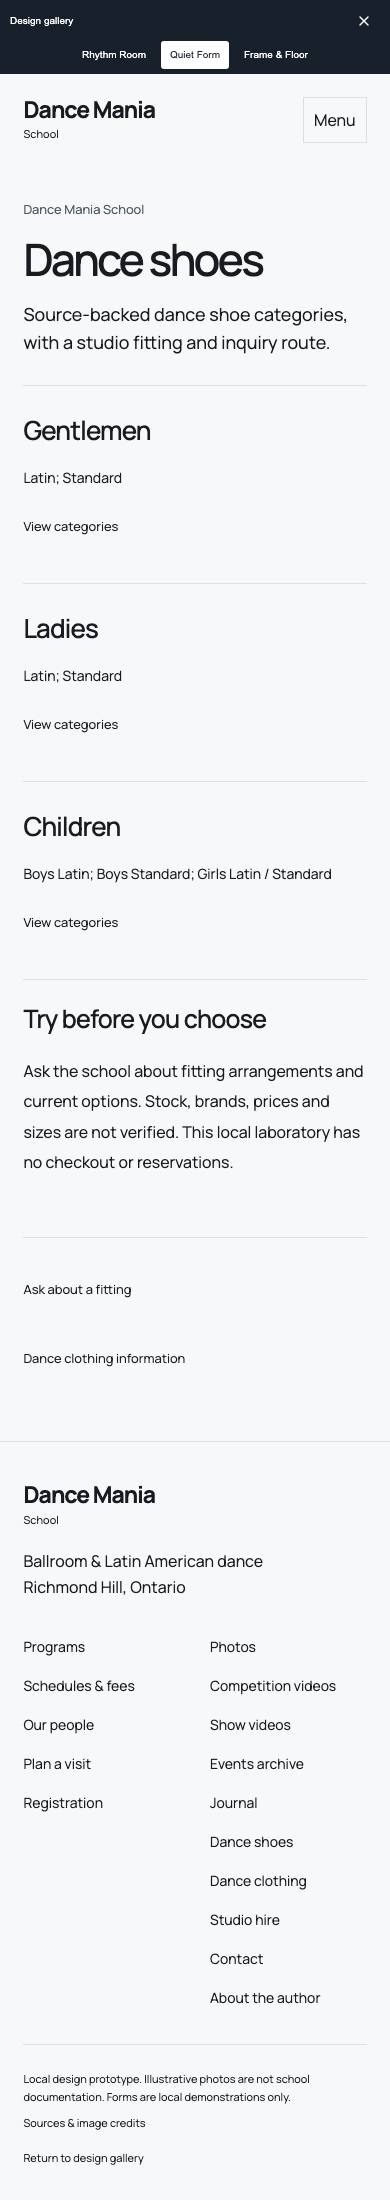 Design gallery
×
Rhythm Room
Quiet Form
Frame & Floor
Dance Mania
School
Menu
Dance Mania School
Dance shoes
Source-backed dance shoe categories,
with a studio fitting and inquiry route.
Gentlemen
Latin; Standard
View categories
Ladies
Latin; Standard
View categories
Children
Boys Latin; Boys Standard; Girls Latin / Standard
View categories
Try before you choose
Ask the school about fitting arrangements and
current options. Stock, brands, prices and
sizes are not verified. This local laboratory has
no checkout or reservations.
Ask about a fitting
Dance clothing information
Dance Mania
School
Ballroom & Latin American dance
Richmond Hill, Ontario
Programs
Schedules & fees
Our people
Plan a visit
Registration
Photos
Competition videos
Show videos
Events archive
Journal
Dance shoes
Dance clothing
Studio hire
Contact
About the author
Local design prototype. Illustrative photos are not school
documentation. Forms are local demonstrations only.
Sources & image credits
Return to design gallery